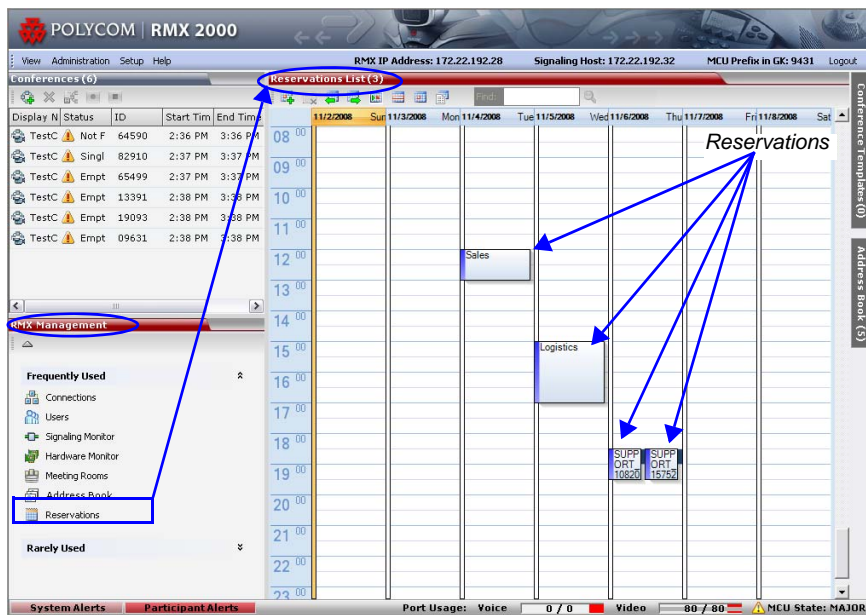 POLYCOM | RMX 2000
View Administration Setup Help RMX IP Address: 172.22.192.28 Signaling Host: 172.22.192.32 MCU Prefix in GK: 9431 Logout
Conferences (6)
Display N Status ID Start Tim End Time
TestC Not F 64590 2:36 PM 3:36 PM
TestC Singl 82910 2:37 PM 3:37 PM
TestC Empt 65499 2:37 PM 3:37 PM
TestC Empt 13391 2:38 PM 3:38 PM
TestC Empt 19093 2:38 PM 3:38 PM
TestC Empt 09631 2:38 PM 3:38 PM
RMX Management
Frequently Used
Connections
Users
Signaling Monitor
Hardware Monitor
Meeting Rooms
Address Book
Reservations
Rarely Used
Reservations List (3)
Find:
11/2/2008 Sun 11/3/2008 Mon 11/4/2008 Tue 11/5/2008 Wed 11/6/2008 Thu 11/7/2008 Fri 11/8/2008 Sat
Reservations
08 00
09 00
10 00
11 00
12 00
Sales
13 00
14 00
15 00
Logistics
16 00
17 00
18 00
SUPP
ORT_
10820
SUPP
ORT_
15752
19 00
20 00
21 00
22 00
23 00
Conference Templates (0)
Address Book (5)
System Alerts Participant Alerts Port Usage: Voice 0 / 0 Video 80 / 80 MCU State: MAJOR